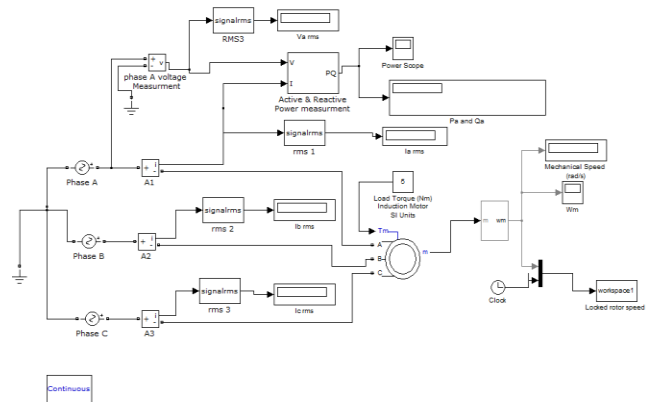 signalrms
RMS3
Va rms
+
-
v
phase A voltage
Measurment
V
I
PQ
Active & Reactive
Power measurment
Power Scope
Pa and Qa
signalrms
rms 1
Ia rms
Phase A
+
i
-
A1
signalrms
rms 2
Ib rms
Phase B
+
i
-
A2
signalrms
rms 3
Ic rms
Phase C
+
i
-
A3
Load Torque (Nm)
Induction Motor
SI Units
Tm
A
B
C
m
m
wm
Mechanical Speed
(rad/s)
Wm
Clock
workspace1
Locked rotor speed
Continuous